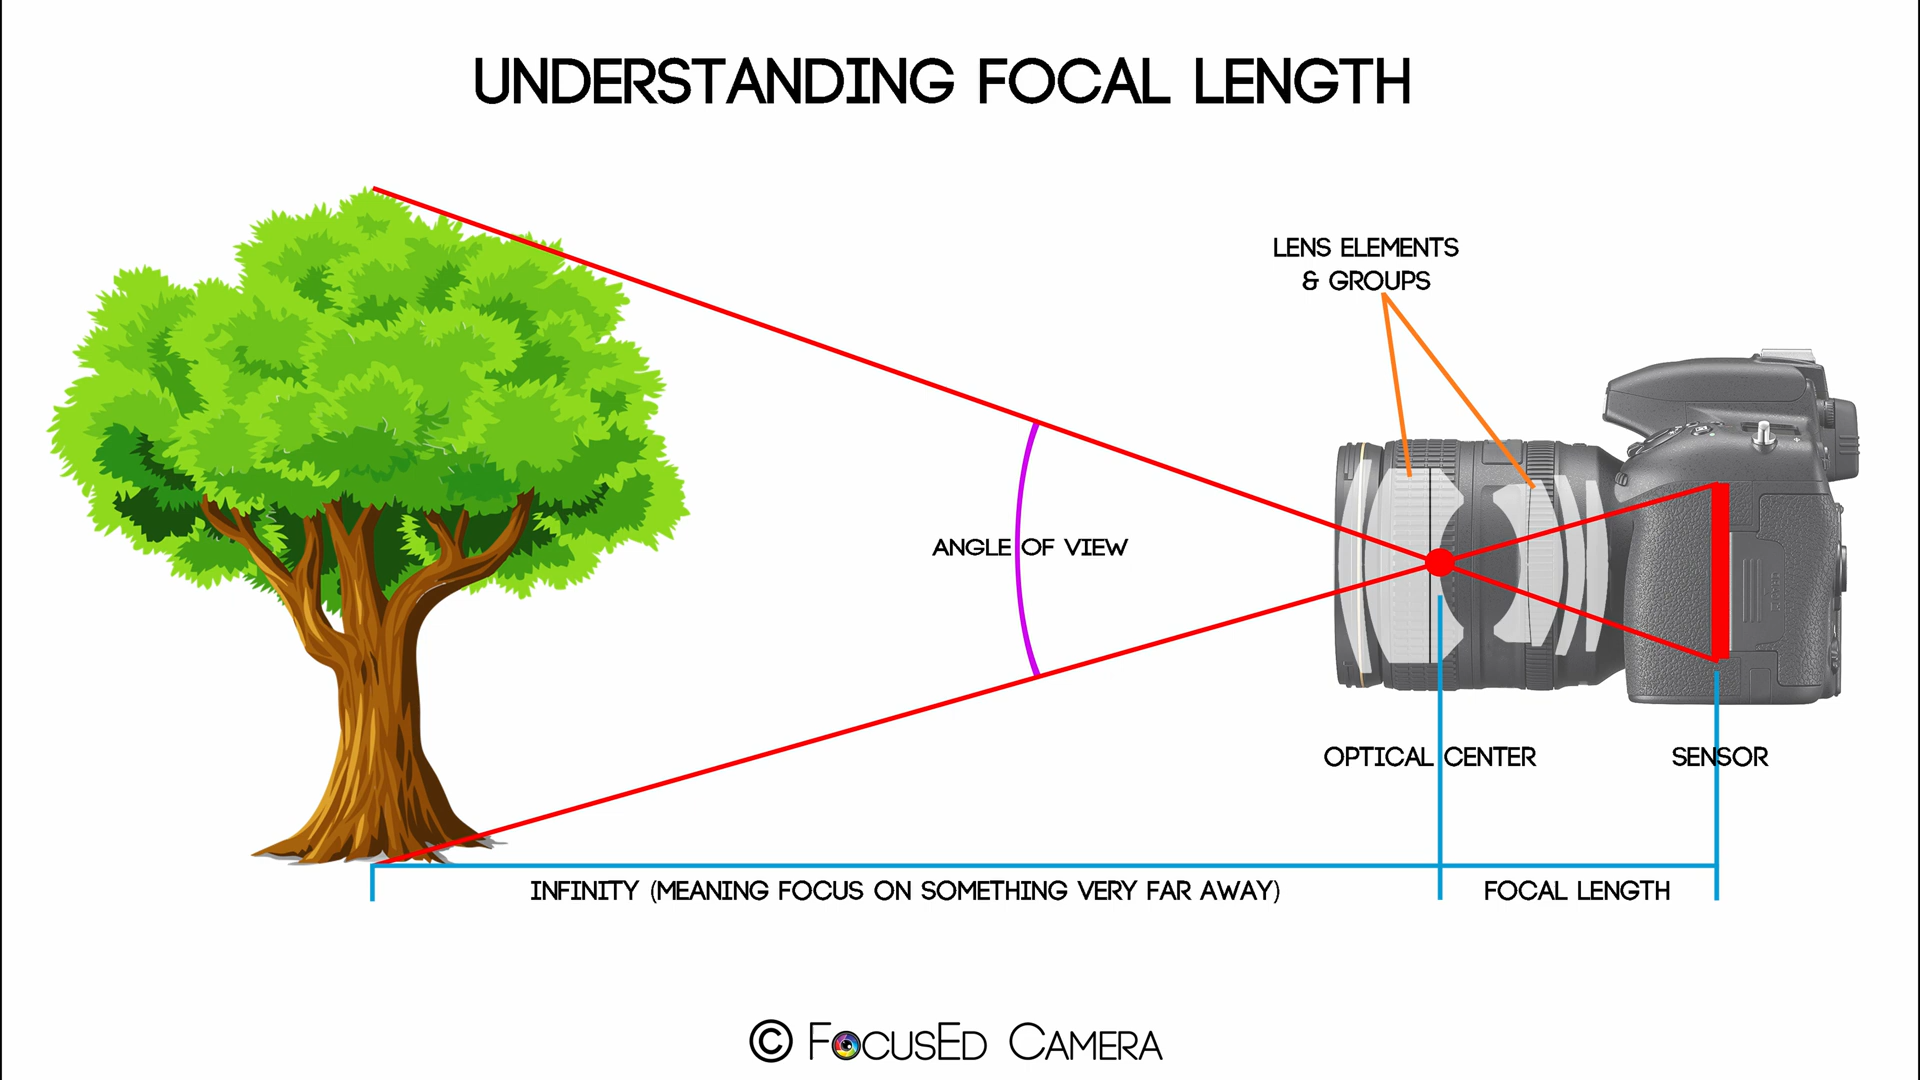 UNDERSTANDING FOCAL LENGTH
LENS ELEMENTS
& GROUPS
ANGLE OF VIEW
OPTICAL CENTER
SENSOR
INFINITY (MEANING FOCUS ON SOMETHING VERY FAR AWAY)
FOCAL LENGTH
© FOCUSED CAMERA